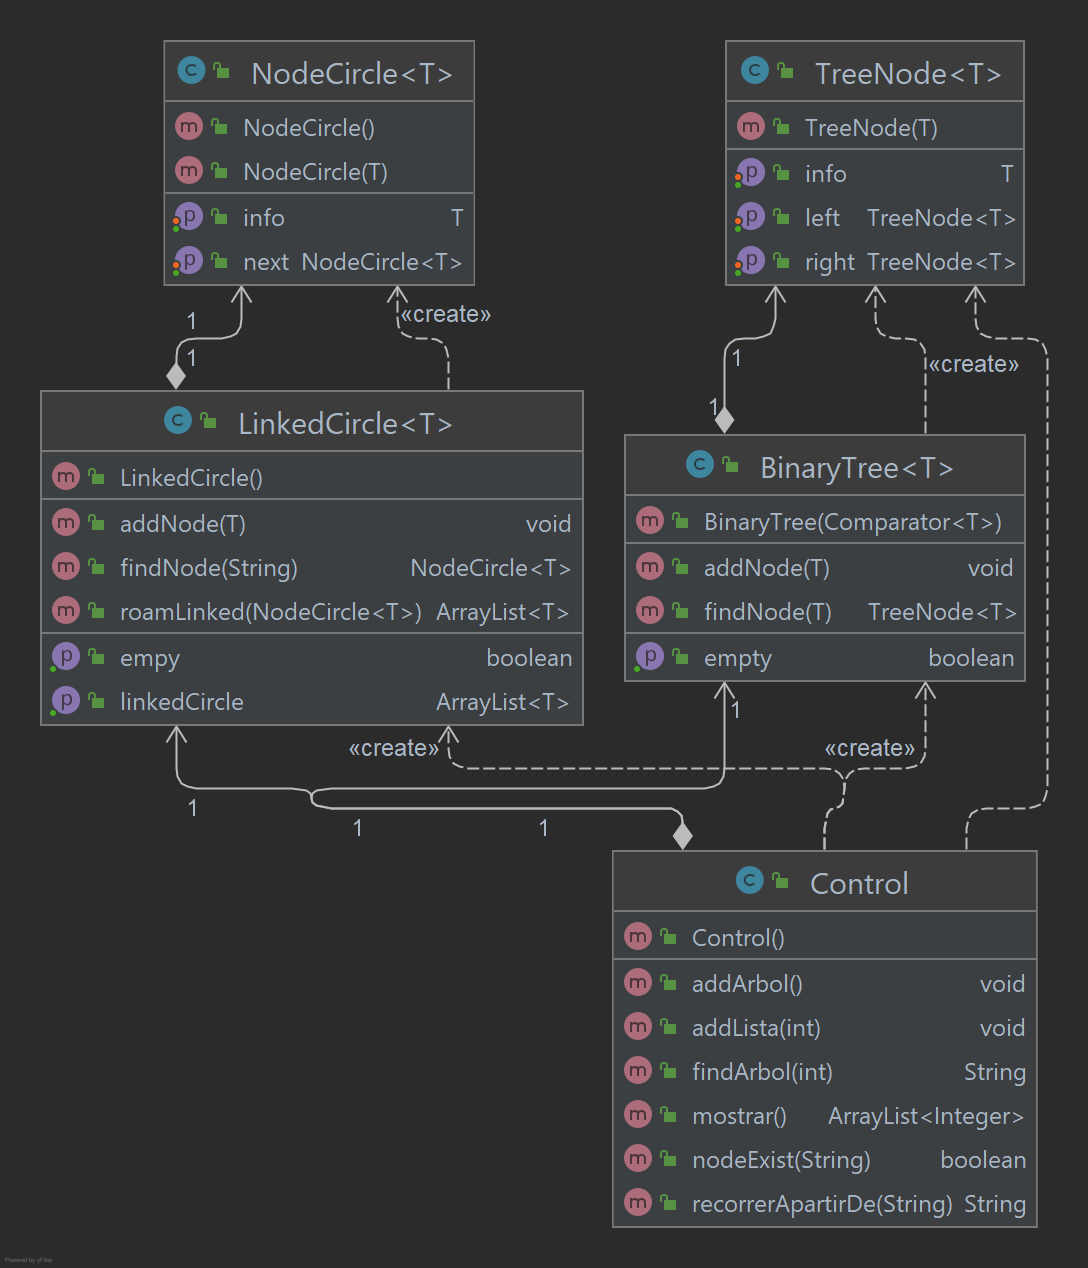 NodeCircle<T>
NodeCircle()
NodeCircle(T)
info T
next NodeCircle<T>
TreeNode<T>
TreeNode(T)
info T
left TreeNode<T>
right TreeNode<T>
1
1
«create»
1
1
«create»
LinkedCircle<T>
LinkedCircle()
addNode(T) void
findNode(String) NodeCircle<T>
roamLinked(NodeCircle<T>) ArrayList<T>
empy boolean
linkedCircle ArrayList<T>
BinaryTree<T>
BinaryTree(Comparator<T>)
addNode(T) void
findNode(T) TreeNode<T>
empty boolean
1
«create»
«create»
1
1
1
Control
Control()
addArbol() void
addLista(int) void
findArbol(int) String
mostrar() ArrayList<Integer>
nodeExist(String) boolean
recorrerApartirDe(String) String
Powered by yFiles